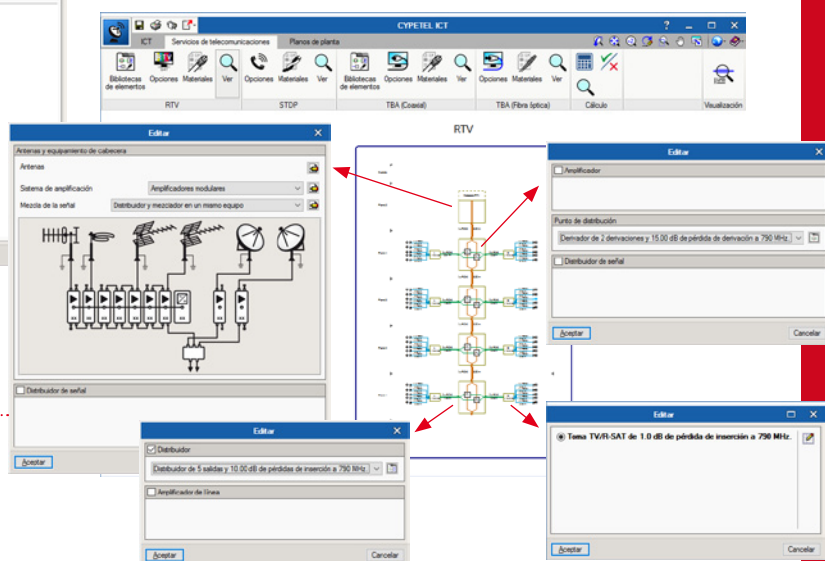 CYPETEL ICT
ICT Servicios de telecomunicaciones Planos de planta
Bibliotecas de elementos Opciones Materiales Ver Opciones Materiales Ver Bibliotecas de elementos Opciones Materiales Ver Opciones Materiales Ver
RTV STDP TBA (Coaxial) TBA (Fibra óptica) Cálculo Visualización
RTV
Editar
Antenas y equipamiento de cabecera
Antenas
Sistema de amplificación Amplificadores modulares
Mezcla de la señal Distribuidor y mezclador en un mismo equipo
Distribuidor de señal
Aceptar
Editar
Amplificador
Punto de distribución
Derivador de 2 derivaciones y 15.00 dB de pérdida de derivación a 790 MHz.
Distribuidor de señal
Aceptar Cancelar
Editar
Distribuidor
Distribuidor de 5 salidas y 10.00 dB de pérdidas de inserción a 790 MHz.
Amplificador de línea
Aceptar Cancelar
Editar
Toma TV/R-SAT de 1.0 dB de pérdida de inserción a 790 MHz.
Aceptar Cancelar